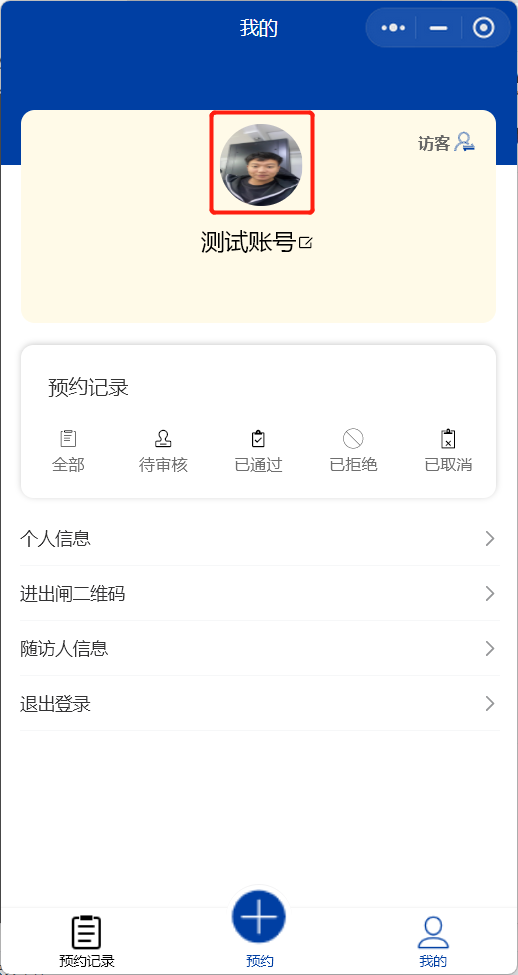 我的
访客
测试账号
预约记录
全部
待审核
已通过
已拒绝
已取消
个人信息
进出闸二维码
随访人信息
退出登录
预约记录
预约
我的